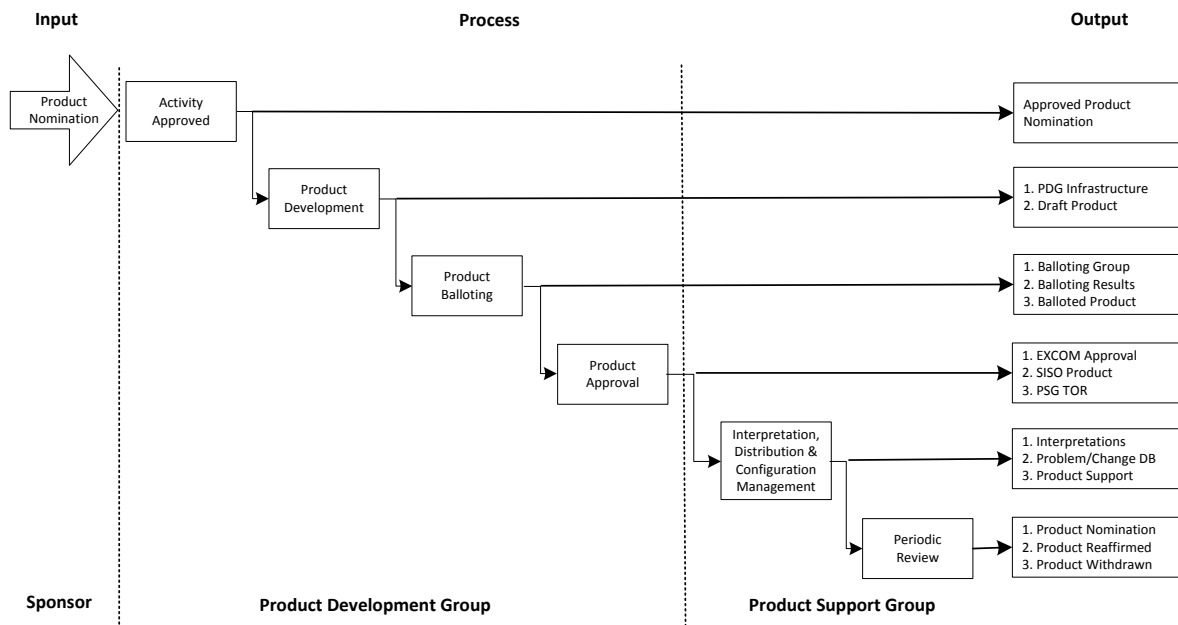 Input
Process
Output
Product
Nomination
Activity
Approved
Approved Product
Nomination
Product
Development
1. PDG Infrastructure
2. Draft Product
Product
Balloting
1. Balloting Group
2. Balloting Results
3. Balloted Product
Product
Approval
1. EXCOM Approval
2. SISO Product
3. PSG TOR
Interpretation,
Distribution &
Configuration
Management
1. Interpretations
2. Problem/Change DB
3. Product Support
Periodic
Review
1. Product Nomination
2. Product Reaffirmed
3. Product Withdrawn
Sponsor
Product Development Group
Product Support Group